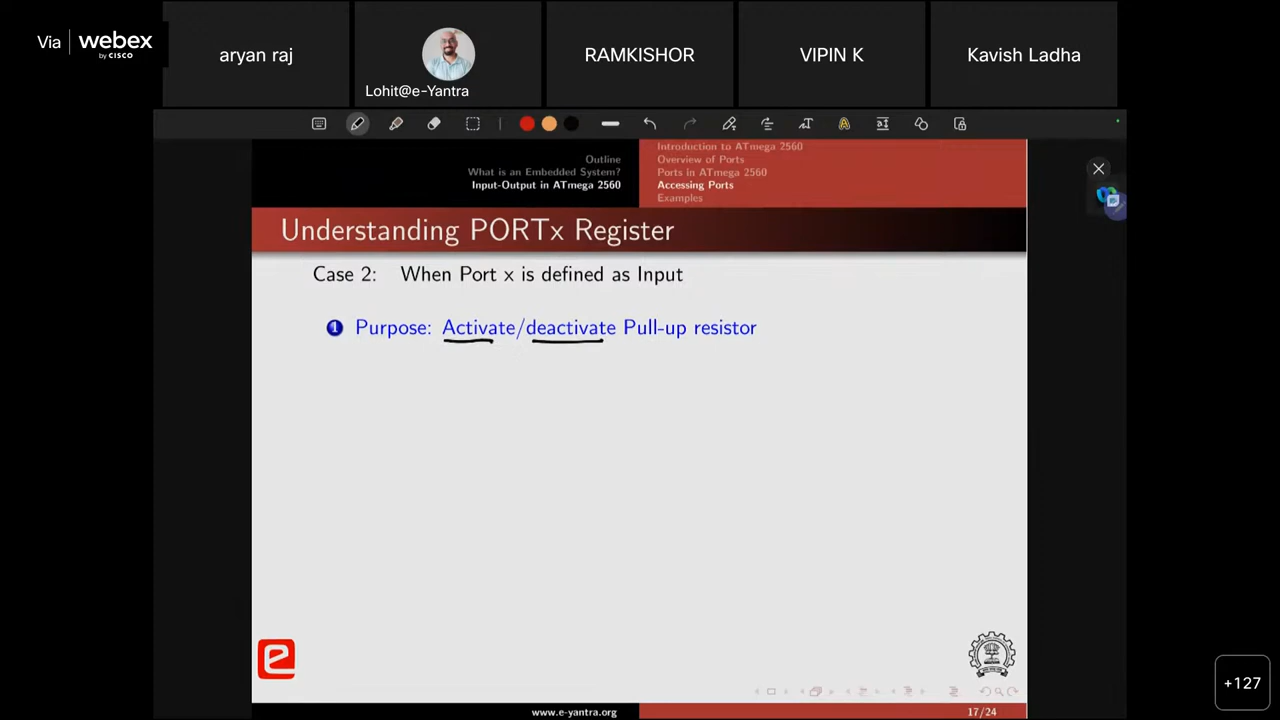 Via webex
by CISCO
aryan raj
Lohit@e-Yantra
RAMKISHOR
VIPIN K
Kavish Ladha
Outline
What is an Embedded System?
Input-Output in ATmega 2560
Introduction to ATmega 2560
Overview of Ports
Ports in ATmega 2560
Accessing Ports
Examples
Understanding PORTx Register
Case 2: When Port x is defined as Input
1 Purpose: Activate/deactivate Pull-up resistor
e
+127
www.e-yantra.org
17/24